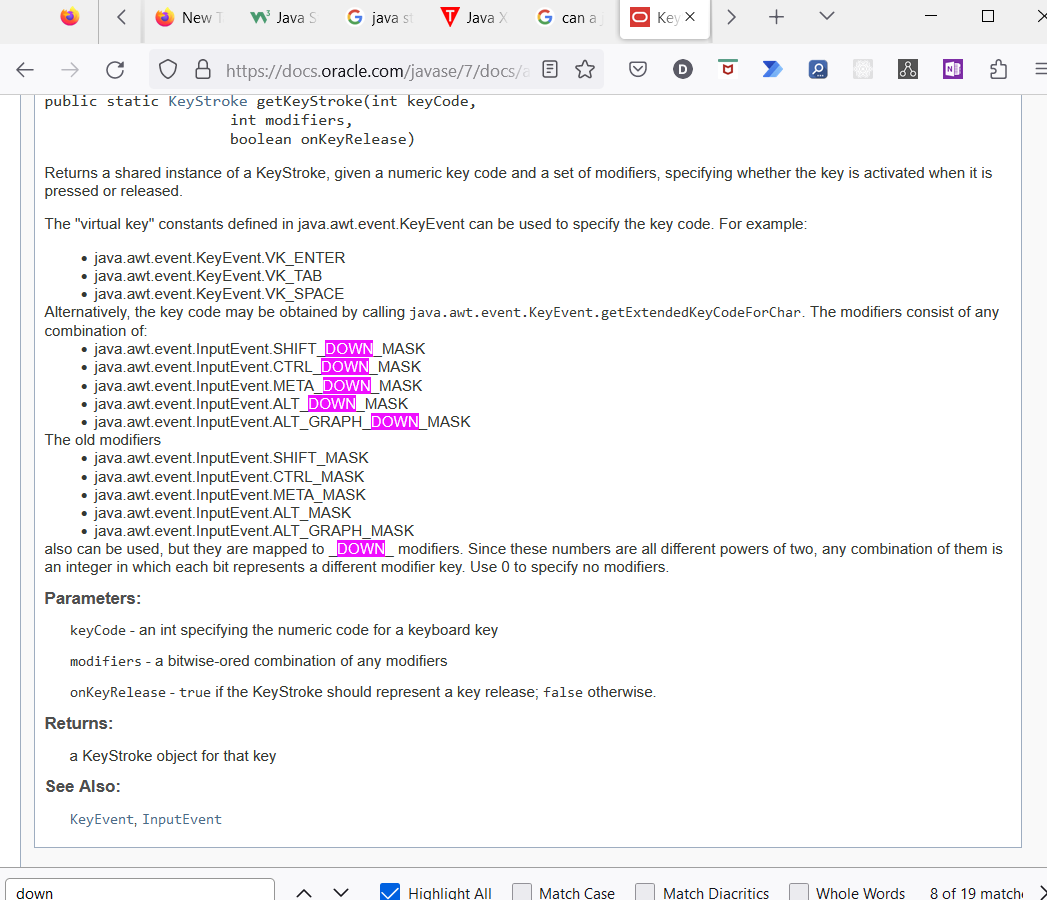 New T
Java S
java st
Java X
can a j
Key
https://docs.oracle.com/javase/7/docs/a
public static KeyStroke getKeyStroke(int keyCode,
int modifiers,
boolean onKeyRelease)
Returns a shared instance of a KeyStroke, given a numeric key code and a set of modifiers, specifying whether the key is activated when it is
pressed or released.
The "virtual key" constants defined in java.awt.event.KeyEvent can be used to specify the key code. For example:
• java.awt.event.KeyEvent.VK_ENTER
• java.awt.event.KeyEvent.VK_TAB
• java.awt.event.KeyEvent.VK_SPACE
Alternatively, the key code may be obtained by calling java.awt.event.KeyEvent.getExtendedKeyCodeForChar. The modifiers consist of any
combination of:
• java.awt.event.InputEvent.SHIFT_DOWN_MASK
• java.awt.event.InputEvent.CTRL_DOWN_MASK
• java.awt.event.InputEvent.META_DOWN_MASK
• java.awt.event.InputEvent.ALT_DOWN_MASK
• java.awt.event.InputEvent.ALT_GRAPH_DOWN_MASK
The old modifiers
• java.awt.event.InputEvent.SHIFT_MASK
• java.awt.event.InputEvent.CTRL_MASK
• java.awt.event.InputEvent.META_MASK
• java.awt.event.InputEvent.ALT_MASK
• java.awt.event.InputEvent.ALT_GRAPH_MASK
also can be used, but they are mapped to _DOWN_ modifiers. Since these numbers are all different powers of two, any combination of them is
an integer in which each bit represents a different modifier key. Use 0 to specify no modifiers.
Parameters:
keyCode - an int specifying the numeric code for a keyboard key
modifiers - a bitwise-ored combination of any modifiers
onKeyRelease - true if the KeyStroke should represent a key release; false otherwise.
Returns:
a KeyStroke object for that key
See Also:
KeyEvent, InputEvent
down
Highlight All
Match Case
Match Diacritics
Whole Words
8 of 19 matche